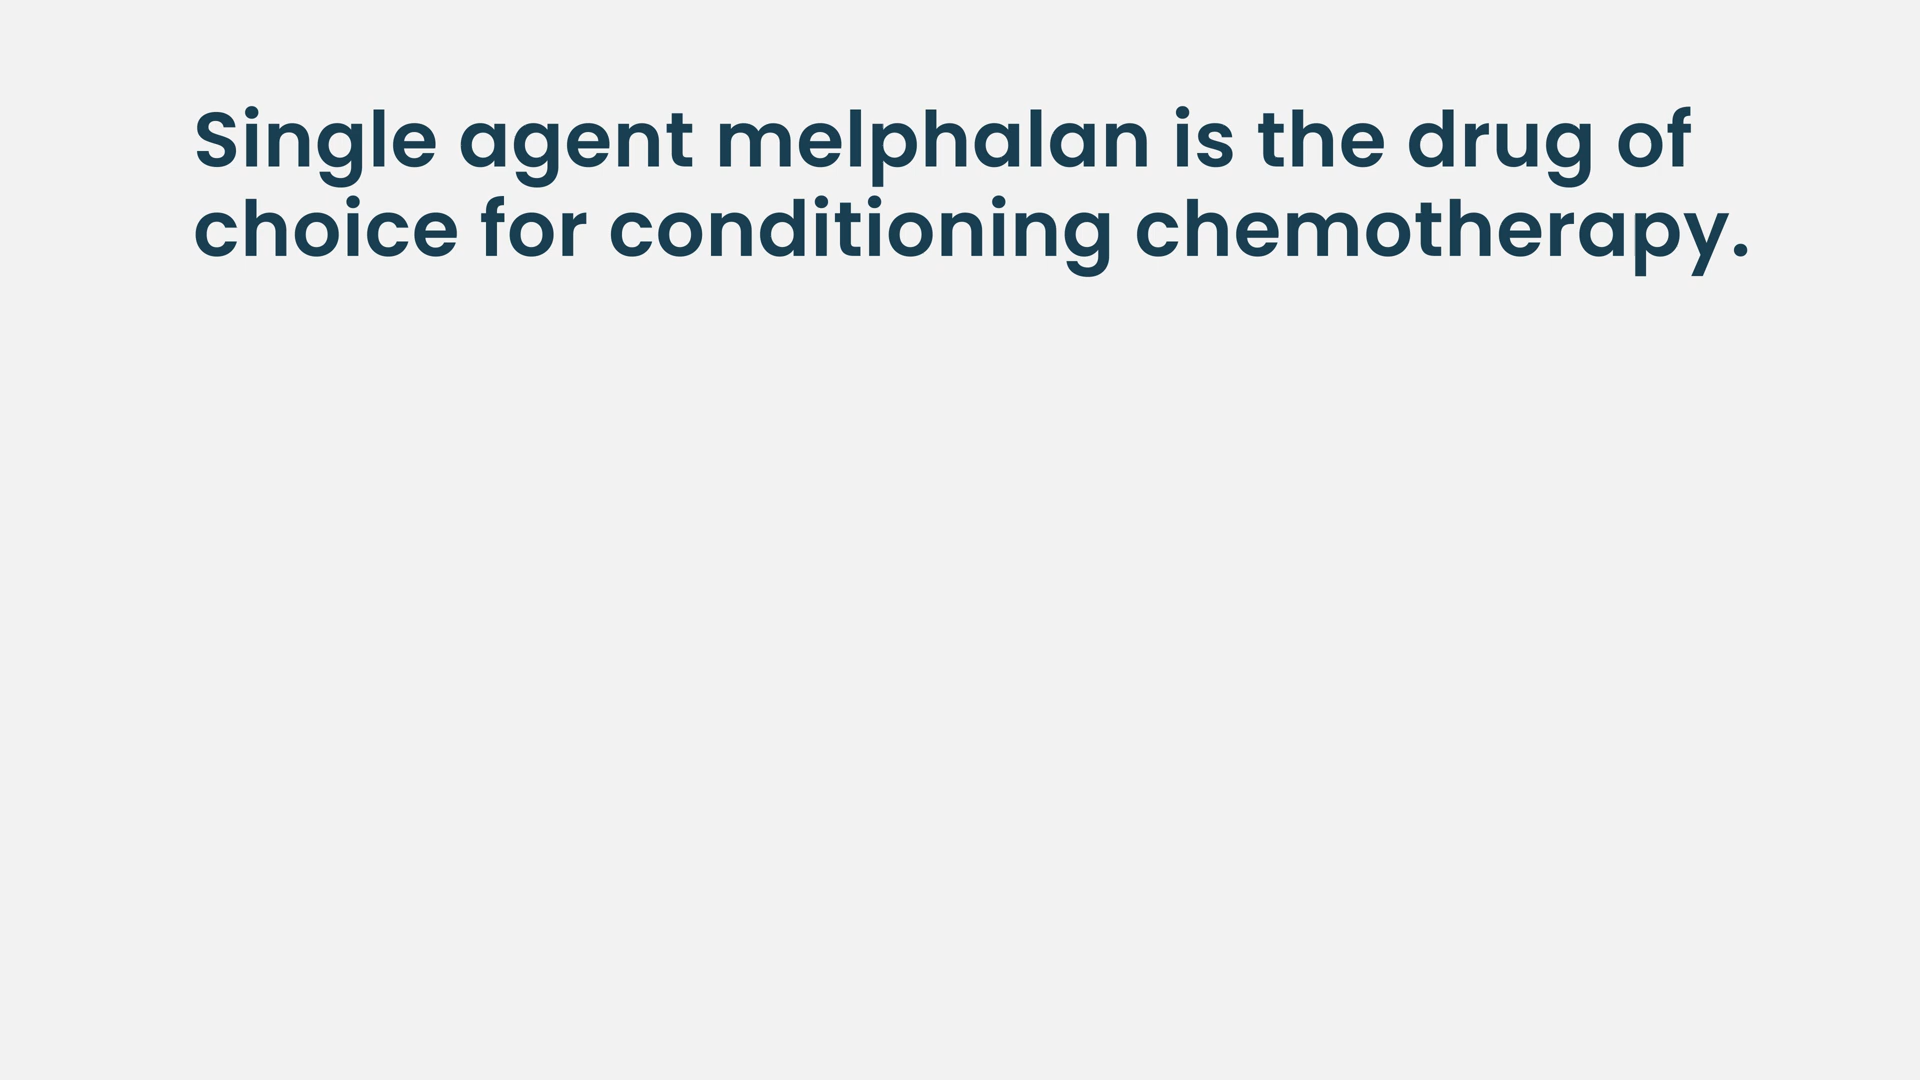 Single agent melphalan is the drug of
choice for conditioning chemotherapy.